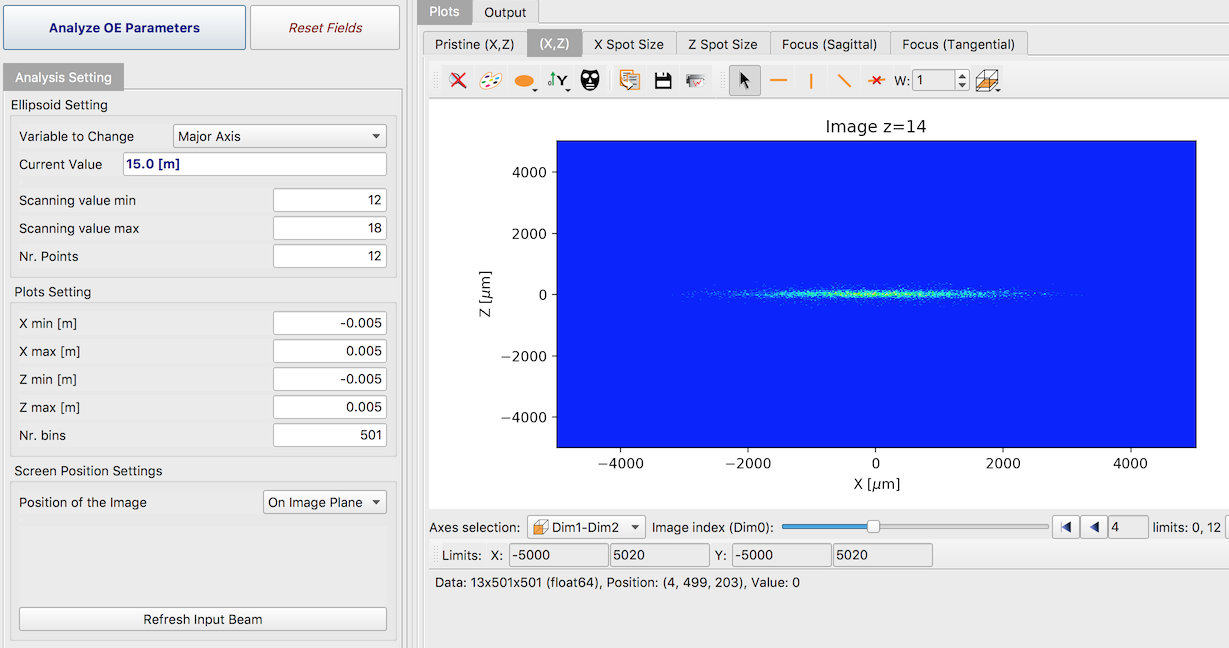 Analyze OE Parameters
Reset Fields
Analysis Setting
Ellipsoid Setting
Variable to Change Major Axis
Current Value 15.0 [m]
Scanning value min 12
Scanning value max 18
Nr. Points 12
Plots Setting
X min [m] -0.005
X max [m] 0.005
Z min [m] -0.005
Z max [m] 0.005
Nr. bins 501
Screen Position Settings
Position of the Image On Image Plane
Refresh Input Beam
Plots Output
Pristine (X,Z) (X,Z) X Spot Size Z Spot Size Focus (Sagittal) Focus (Tangential)
Y W: 1
Image z=14
4000
2000
0
−2000
−4000
Z [μm]
−4000 −2000 0 2000 4000
X [μm]
Axes selection: Dim1-Dim2 Image index (Dim0): 4 limits: 0, 12
Limits: X: -5000 5020 Y: -5000 5020
Data: 13x501x501 (float64), Position: (4, 499, 203), Value: 0